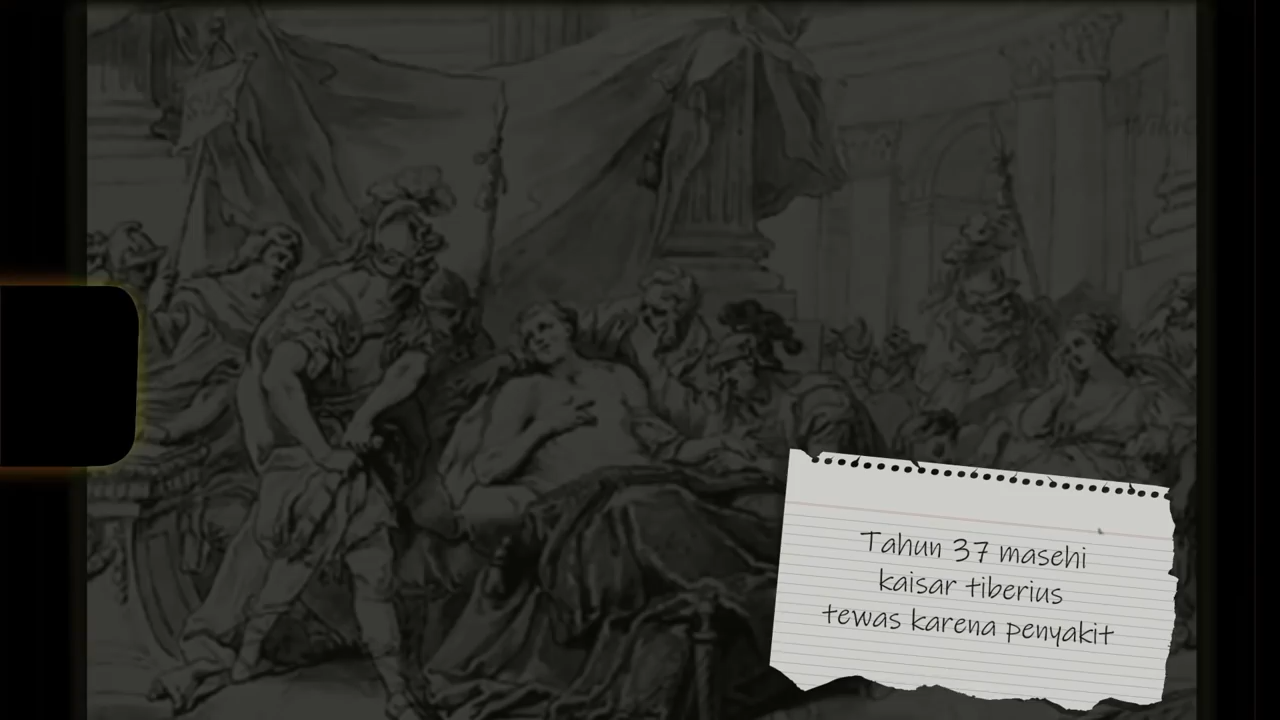 Tahun 37 masehi
kaisar tiberius
tewas karena penyakit